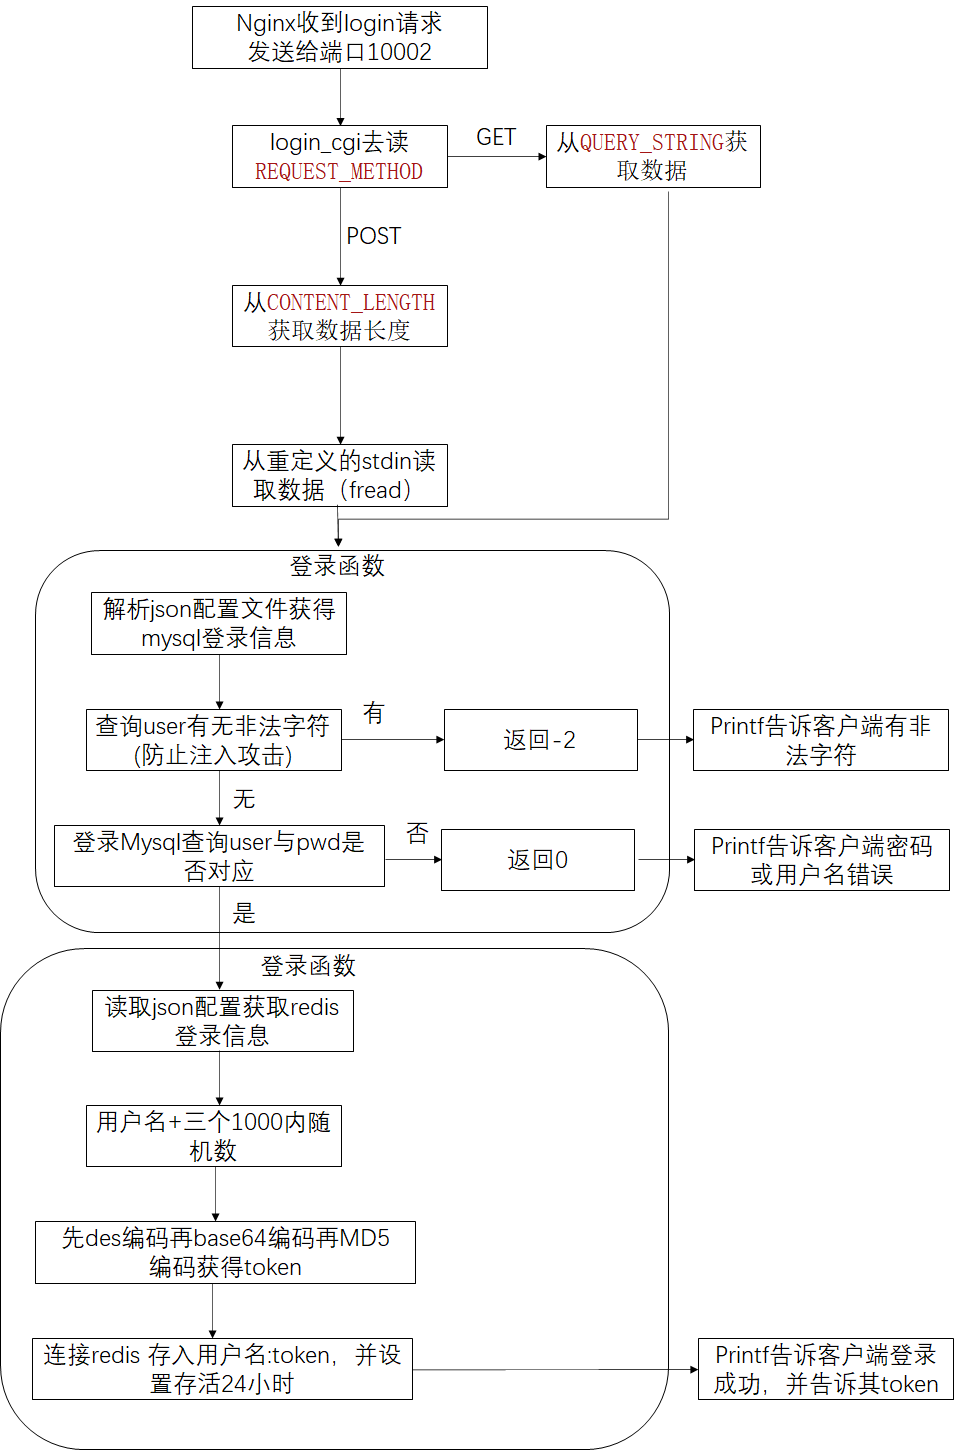 Nginx收到login请求
发送给端口10002
login_cgi去读
REQUEST_METHOD
GET
从QUERY_STRING获
取数据
POST
从CONTENT_LENGTH
获取数据长度
从重定义的stdin读
取数据（fread）
登录函数
解析json配置文件获得
mysql登录信息
查询user有无非法字符
(防止注入攻击)
有
返回-2
Printf告诉客户端有非
法字符
无
登录Mysql查询user与pwd是
否对应
否
返回0
Printf告诉客户端密码
或用户名错误
是
登录函数
读取json配置获取redis
登录信息
用户名+三个1000内随
机数
先des编码再base64编码再MD5
编码获得token
连接redis 存入用户名:token，并设
置存活24小时
Printf告诉客户端登录
成功，并告诉其token